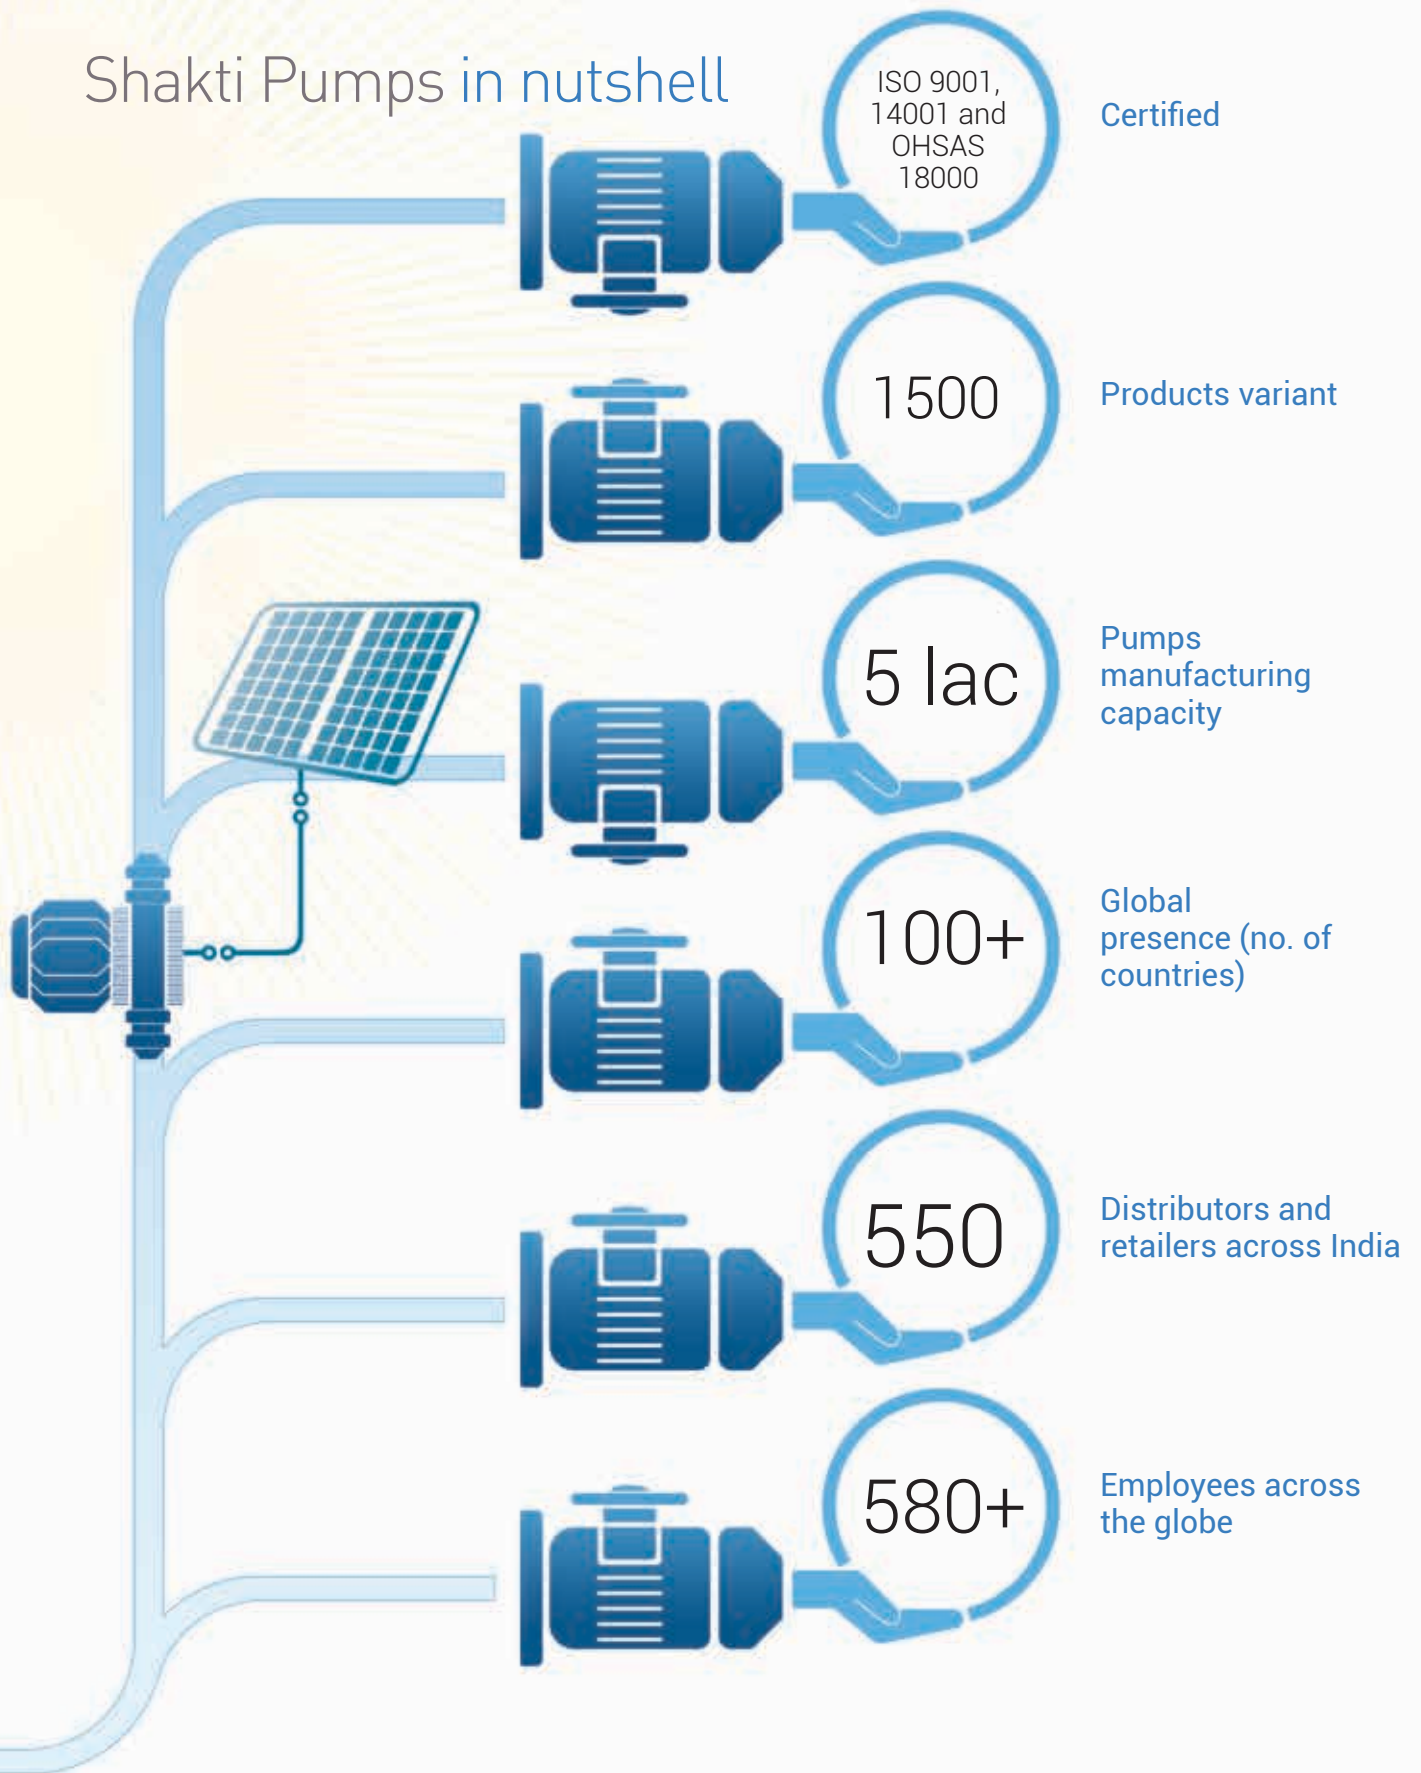 Shakti Pumps in nutshell
ISO 9001,
14001 and
OHSAS
18000
Certified
1500
Products variant
5 lac
Pumps
manufacturing
capacity
100+
Global
presence (no. of
countries)
550
Distributors and
retailers across India
580+
Employees across
the globe